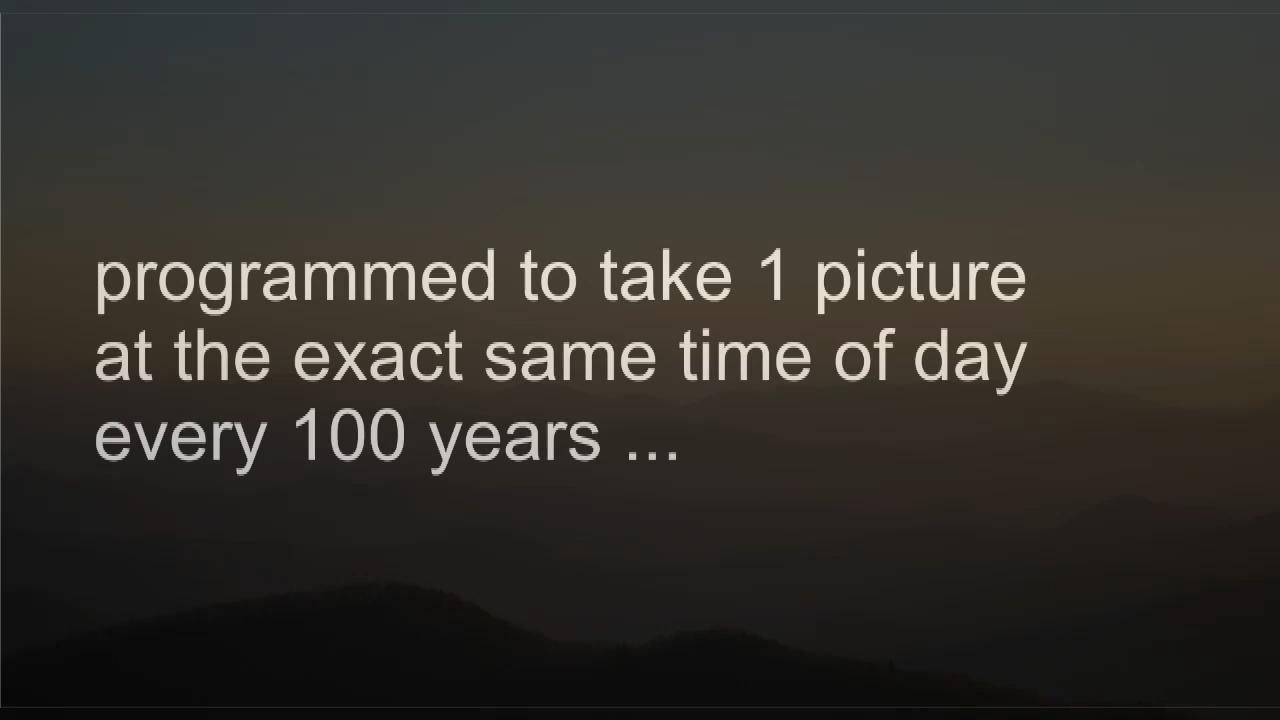 programmed to take 1 picture
at the exact same time of day
every 100 years ...